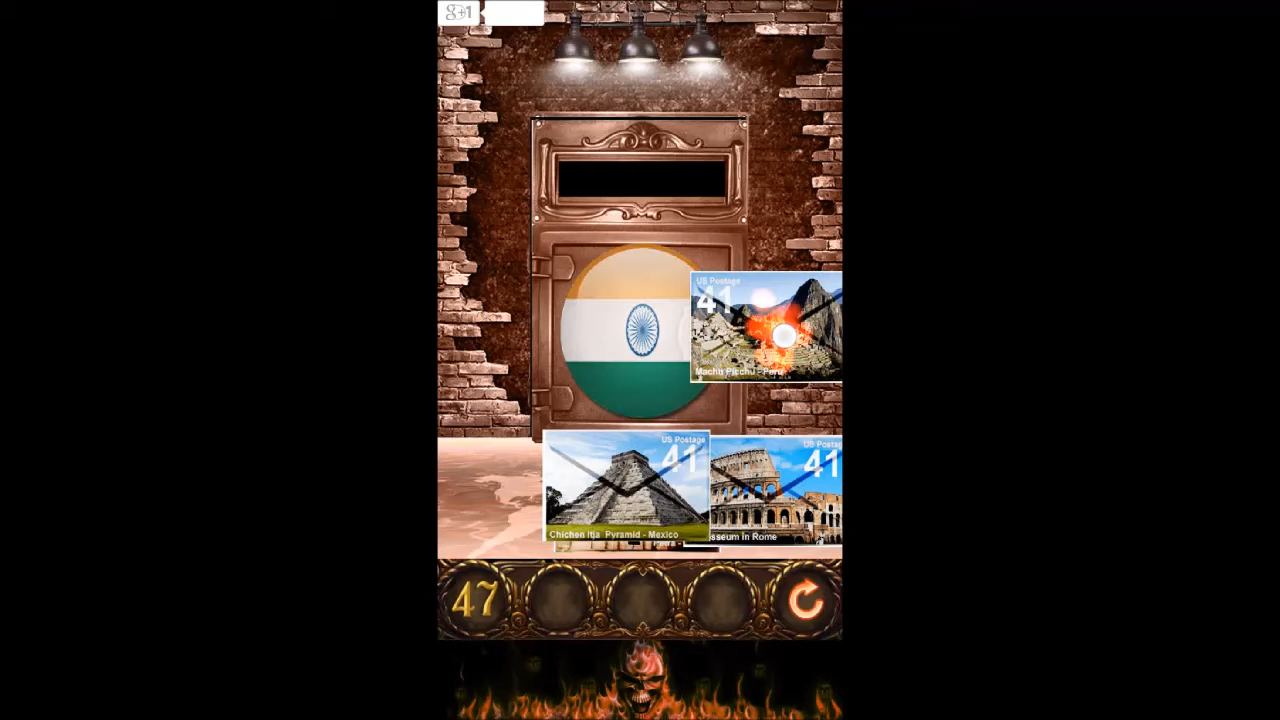 g+1
US Postage
41
Machu Picchu - Peru
US Postage
41
Chichen Itja Pyramid - Mexico
US Postage
41
sseum in Rome
47